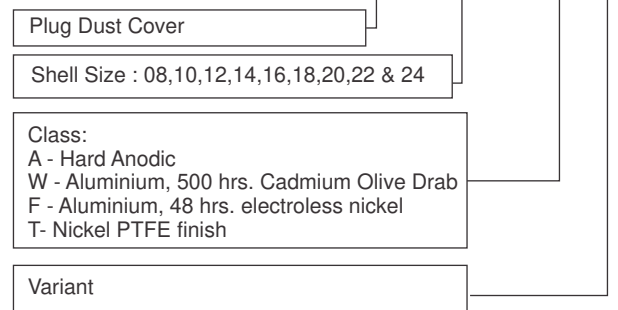 Plug Dust Cover
Shell Size : 08,10,12,14,16,18,20,22 & 24
Class:
A - Hard Anodic
W - Aluminium, 500 hrs. Cadmium Olive Drab
F - Aluminium, 48 hrs. electroless nickel
T- Nickel PTFE finish
Variant